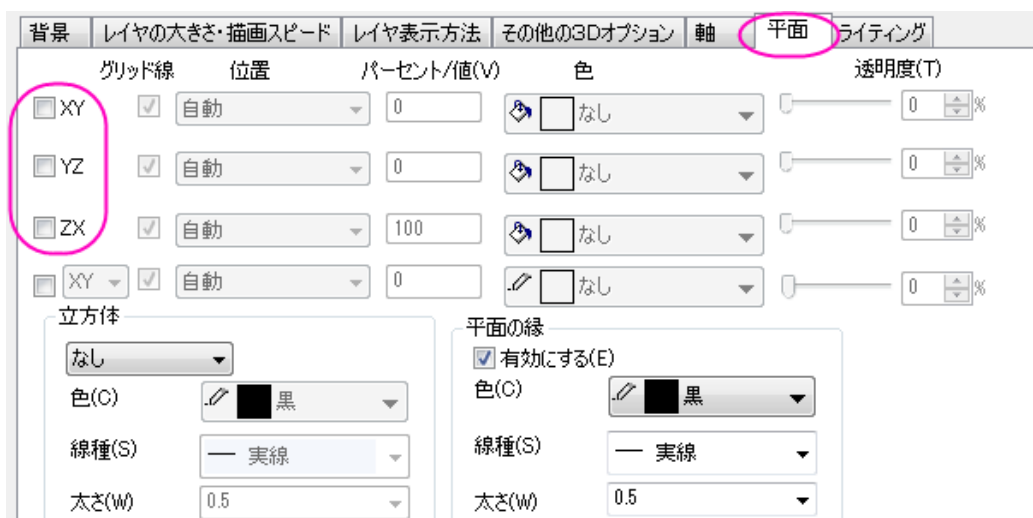 背景 レイヤの大きさ・描画スピード レイヤ表示方法 その他の3Dオプション 軸 平面 ライティング
グリッド線 位置 パーセント/値(V) 色 透明度(T)
XY 自動 0 なし 0 %
YZ 自動 0 なし 0 %
ZX 自動 100 なし 0 %
XY 自動 0 なし 0 %
立方体 平面の縁
なし 有効にする(E)
色(C) 黒 色(C) 黒
線種(S) 実線 線種(S) 実線
太さ(W) 0.5 太さ(W) 0.5